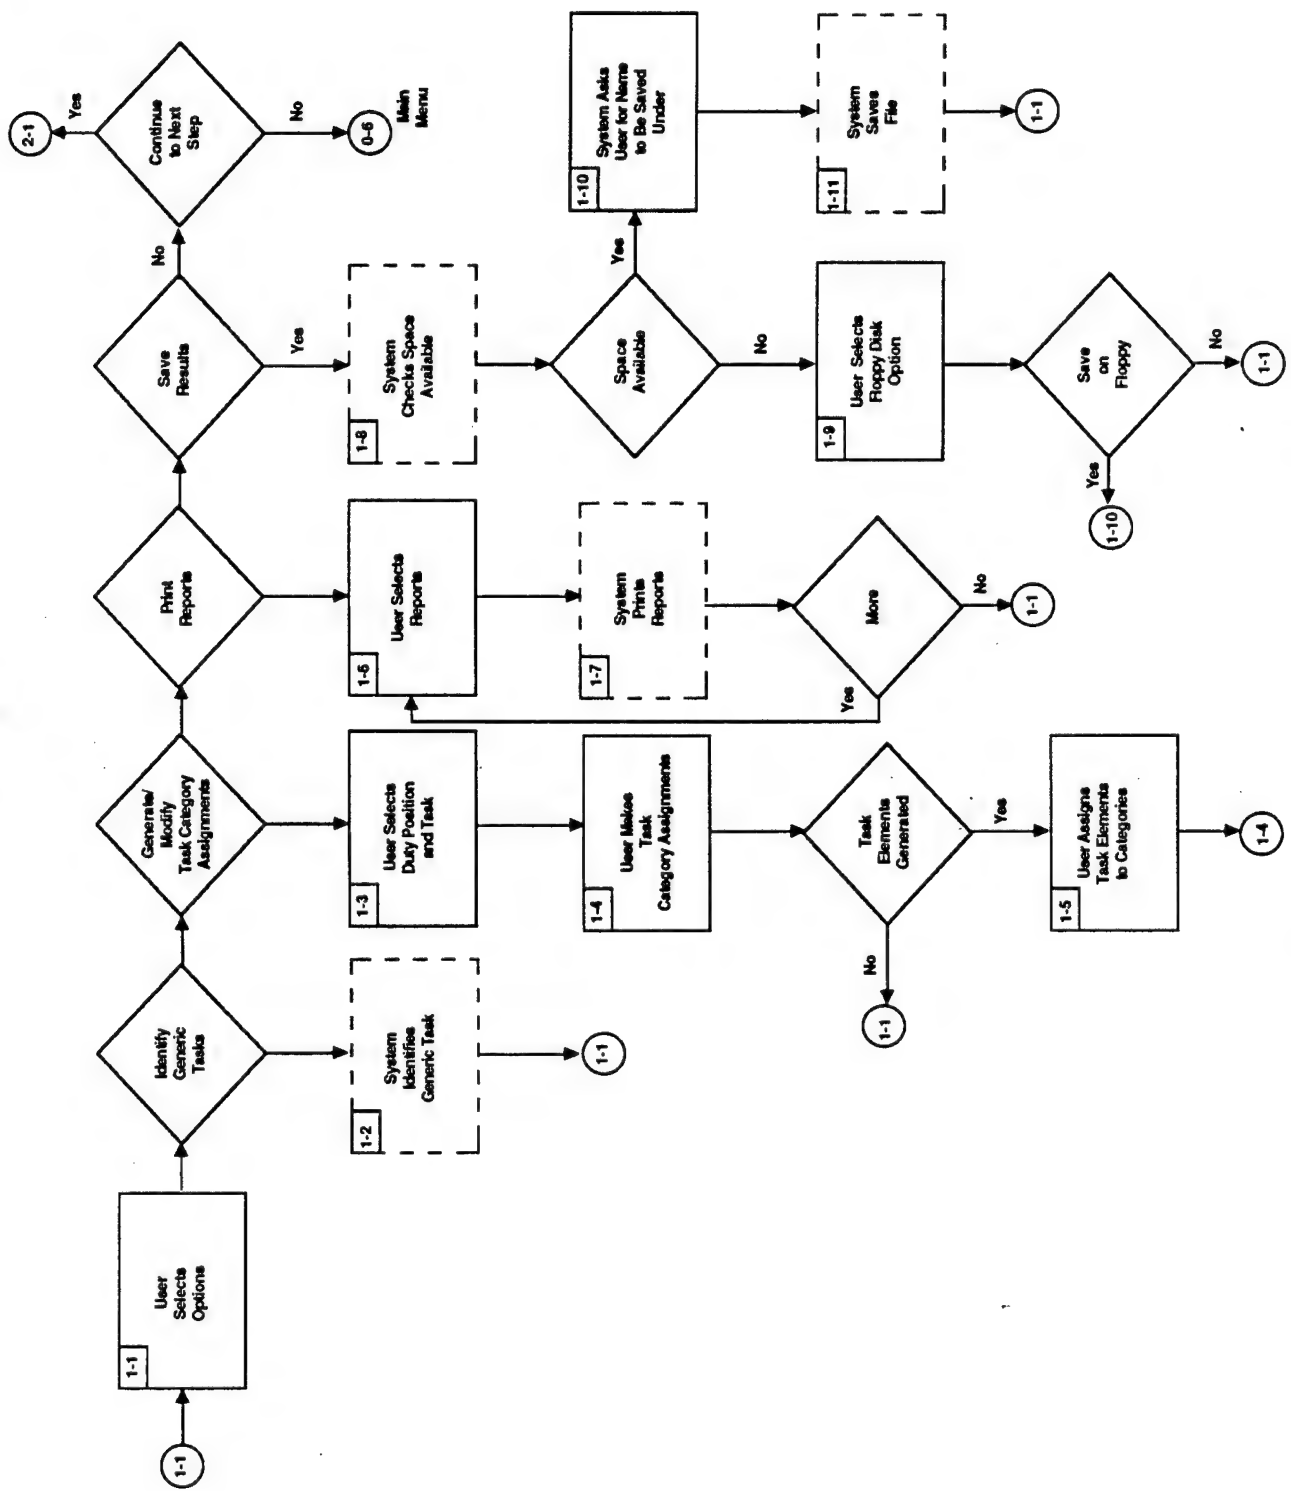 1-1
1-1
User
Selects
Options
Identify
Generic
Tasks
1-2
System
Identifies
Generic Task
1-1
Generate/
Modify
Task Category
Assignments
1-3
User Selects
Duty Position
and Task
1-4
User Makes
Task
Category Assignments
Task
Elements
Generated
No
1-1
Yes
1-5
User Assigns
Task Elements
to Categories
1-4
Print
Reports
1-6
User Selects
Reports
1-7
System
Prints
Reports
More
Yes
No
1-1
Save
Results
No
Yes
1-8
System
Checks Space
Available
Space
Available
Yes
No
1-9
User Selects
Floppy Disk
Option
Save
on
Floppy
Yes
1-10
No
1-1
1-10
System Asks
User for Name
to Be Saved
Under
1-11
System
Saves
File
1-1
Continue
to Next
Step
Yes
2-1
No
0-6
Main
Menu